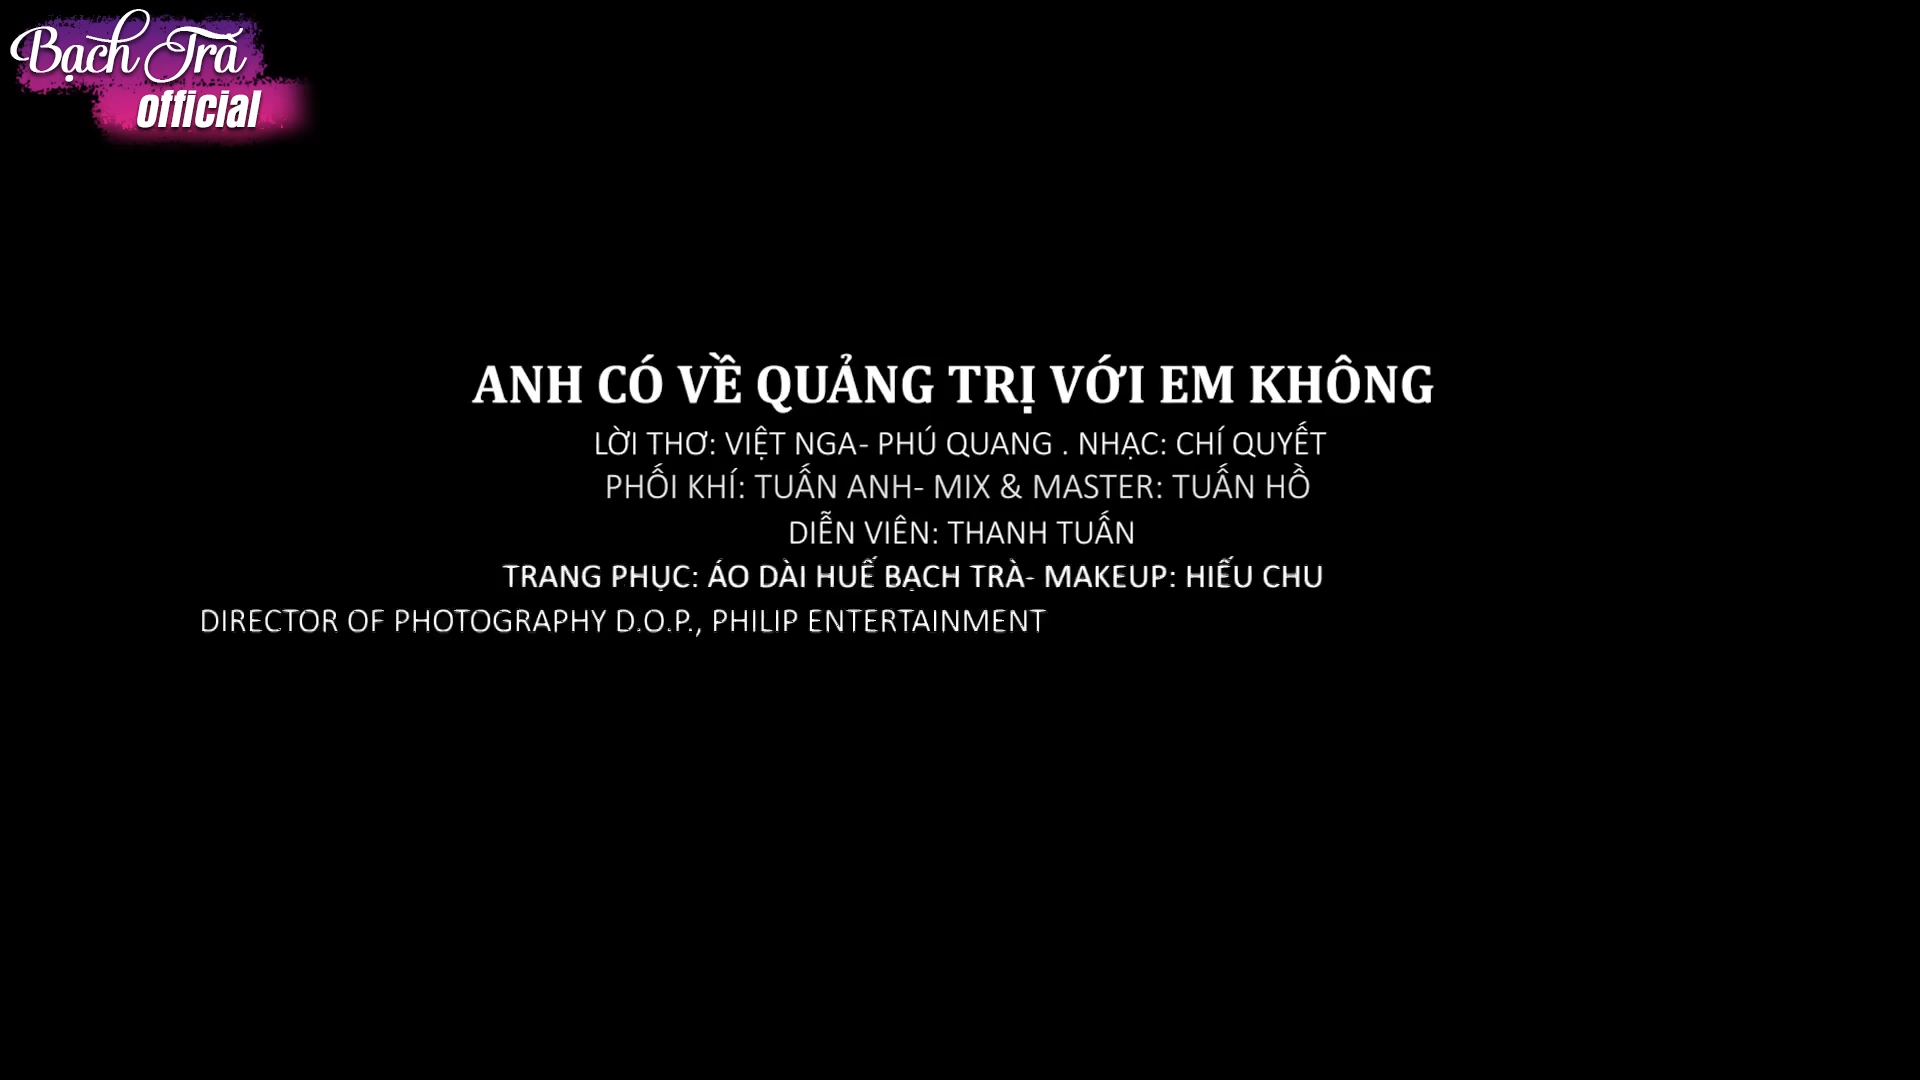 Bạch Trà
official
ANH CÓ VỀ QUẢNG TRỊ VỚI EM KHÔNG
LỜI THƠ: VIỆT NGA- PHÚ QUANG . NHẠC: CHÍ QUYẾT
PHỐI KHÍ: TUẤN ANH- MIX & MASTER: TUẤN HỒ
DIỄN VIÊN: THANH TUẤN
TRANG PHỤC: ÁO DÀI HUẾ BẠCH TRÀ- MAKEUP: HIẾU CHU
DIRECTOR OF PHOTOGRAPHY D.O.P., PHILIP ENTERTAINMENT